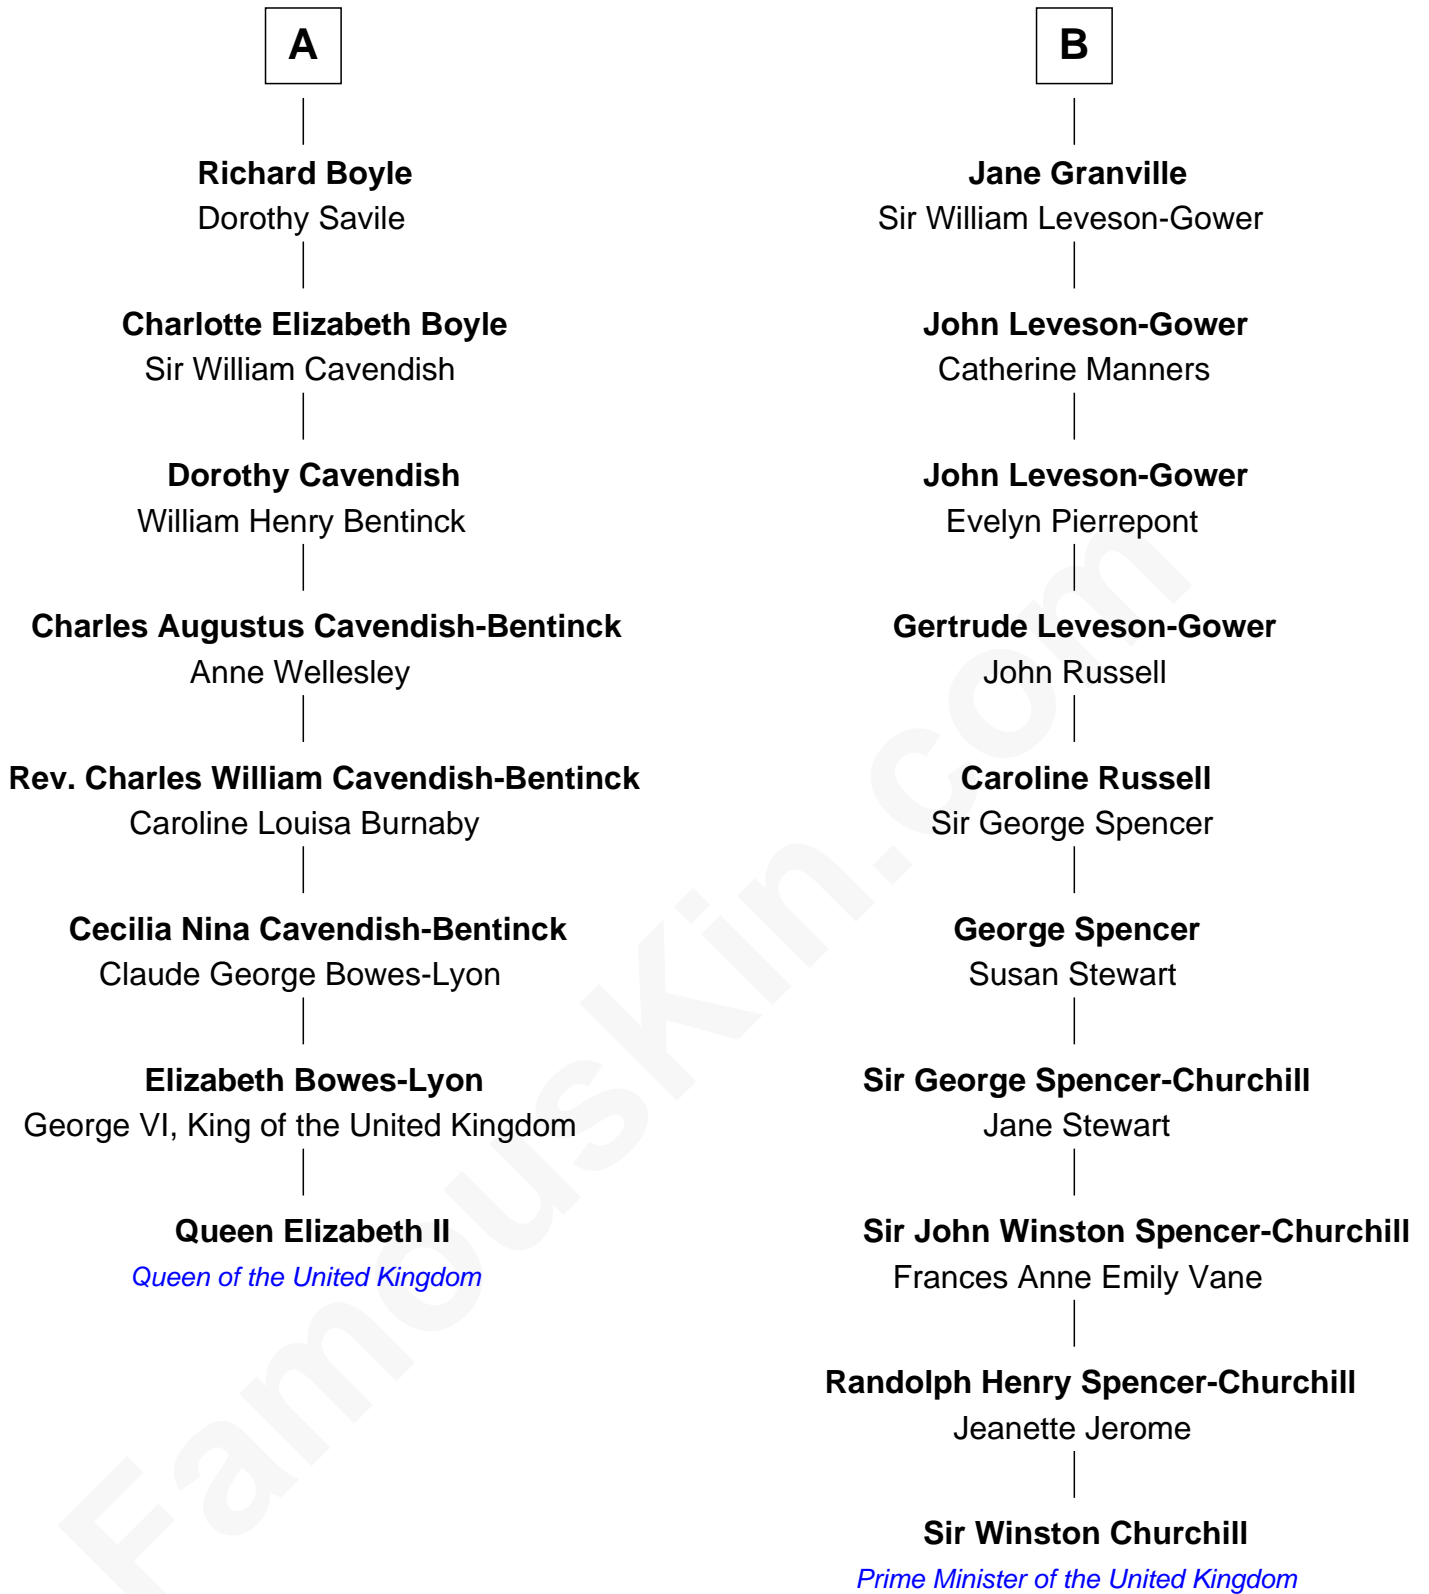 A
Richard Boyle
Dorothy Savile
Charlotte Elizabeth Boyle
Sir William Cavendish
Dorothy Cavendish
William Henry Bentinck
Charles Augustus Cavendish-Bentinck
Anne Wellesley
Rev. Charles William Cavendish-Bentinck
Caroline Louisa Burnaby
Cecilia Nina Cavendish-Bentinck
Claude George Bowes-Lyon
Elizabeth Bowes-Lyon
George VI, King of the United Kingdom
Queen Elizabeth II
Queen of the United Kingdom
B
Jane Granville
Sir William Leveson-Gower
John Leveson-Gower
Catherine Manners
John Leveson-Gower
Evelyn Pierrepont
Gertrude Leveson-Gower
John Russell
Caroline Russell
Sir George Spencer
George Spencer
Susan Stewart
Sir George Spencer-Churchill
Jane Stewart
Sir John Winston Spencer-Churchill
Frances Anne Emily Vane
Randolph Henry Spencer-Churchill
Jeanette Jerome
Sir Winston Churchill
Prime Minister of the United Kingdom
FamousKin.com